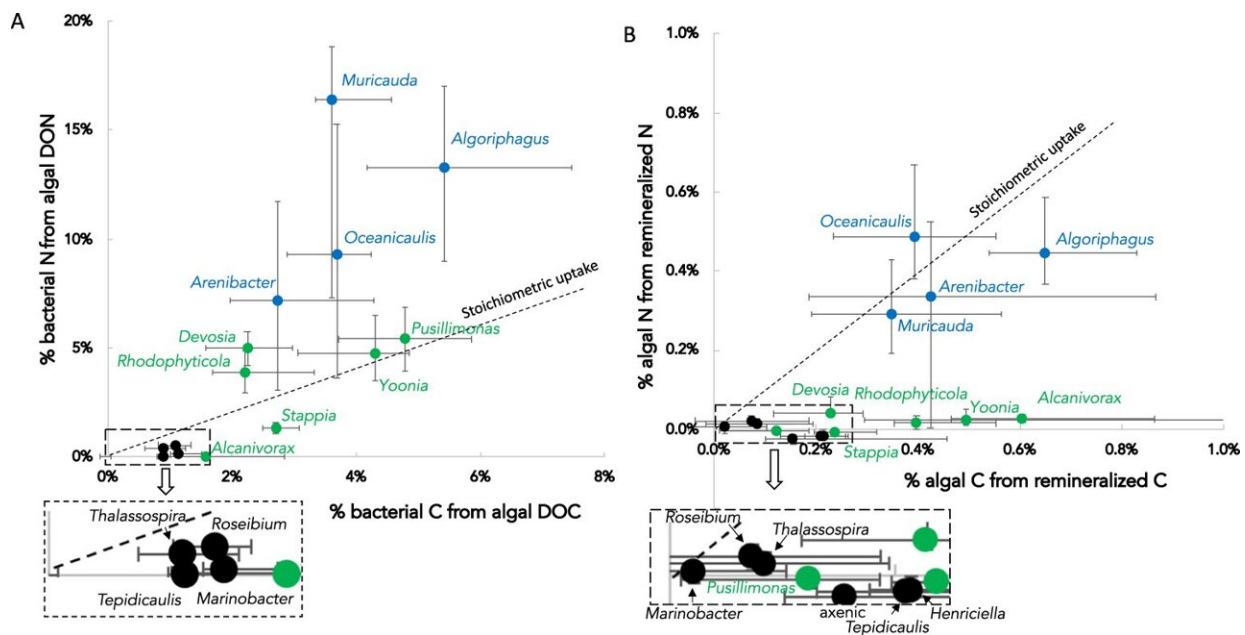 A
20%
15%
10%
5%
0%
% bacterial N from algal DON
Muricauda
Algoriphagus
Oceanicaulis
Arenibacter
Stoichiometric uptake
Devosia
Pusillimonas
Rhodophyticola
Yoonia
Stappia
Alcanivorax
0%
2%
4%
6%
8%
% bacterial C from algal DOC
Thalassospira
Roseibium
Tepidicaulis
Marinobacter
B
1.0%
0.8%
0.6%
0.4%
0.2%
0.0%
% algal N from remineralized N
Stoichiometric uptake
Oceanicaulis
Algoriphagus
Arenibacter
Muricauda
Devosia
Rhodophyticola
Alcanivorax
Yoonia
Stappia
0.0%
0.2%
0.4%
0.6%
0.8%
1.0%
% algal C from remineralized C
Roseibium
Thalassospira
Pusillimonas
Marinobacter
axenic
Henriciella
Tepidicaulis